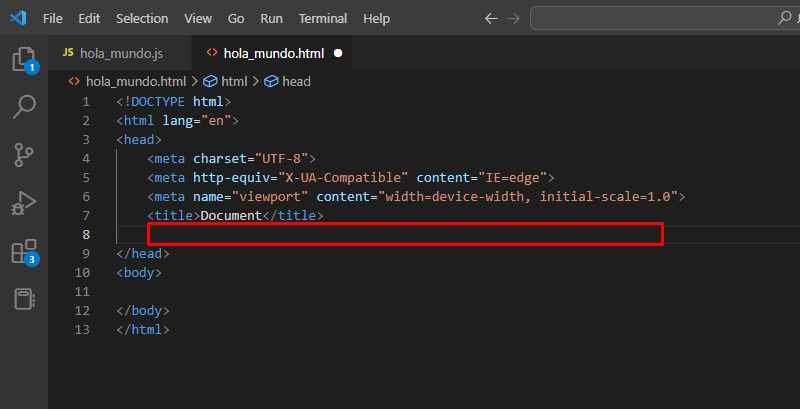 File Edit Selection View Go Run Terminal Help
JS hola_mundo.js
<> hola_mundo.html
<> hola_mundo.html > html > head
1
1 <!DOCTYPE html>
2 <html lang="en">
3 <head>
4 <meta charset="UTF-8">
5 <meta http-equiv="X-UA-Compatible" content="IE=edge">
6 <meta name="viewport" content="width=device-width, initial-scale=1.0">
7 <title>Document</title>
8
9 </head>
10 <body>
11
12 </body>
13 </html>
3